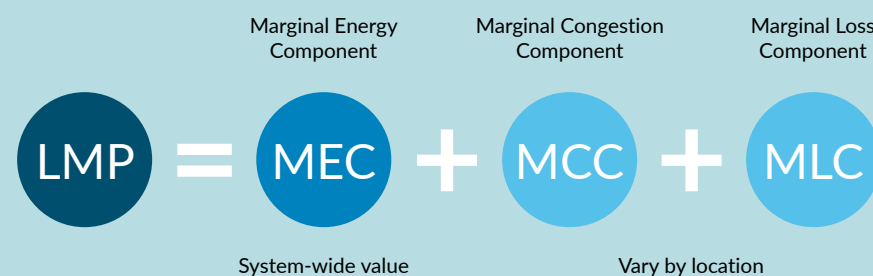 Marginal Energy
Component
Marginal Congestion
Component
Marginal Loss
Component
LMP = MEC + MCC + MLC
System-wide value
Vary by location